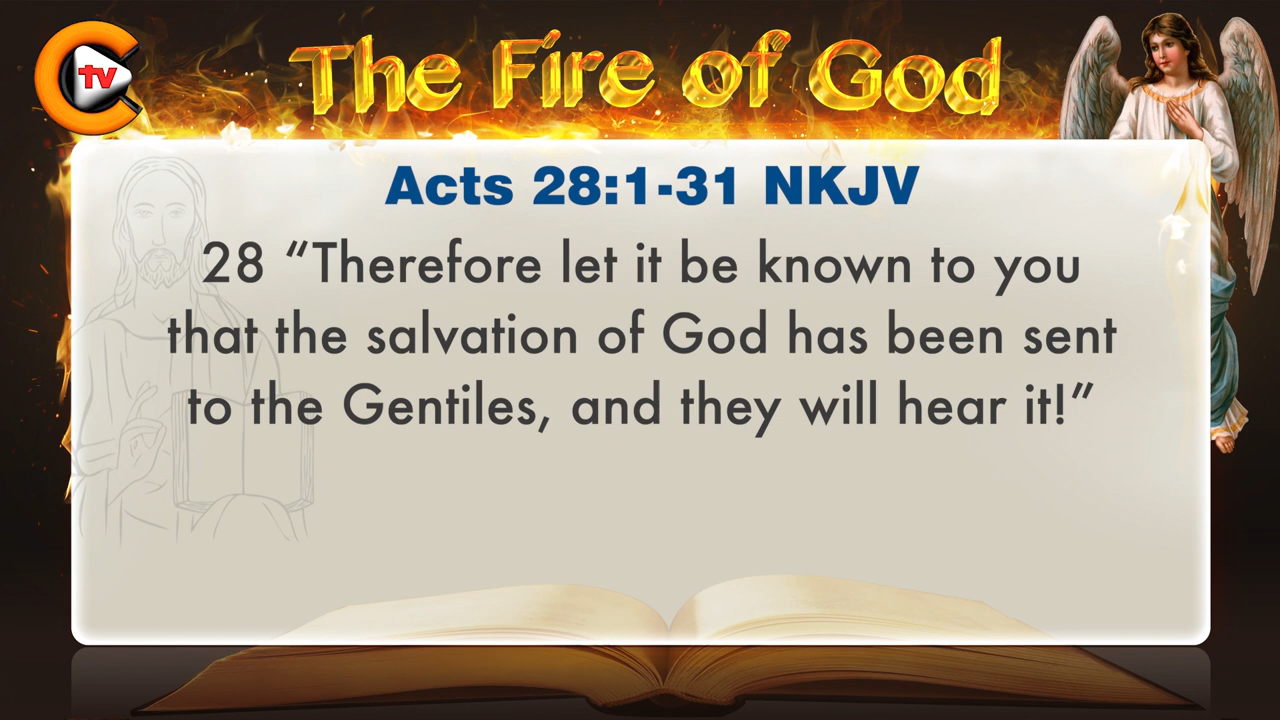 tv
The Fire of God
Acts 28:1-31 NKJV
28 “Therefore let it be known to you
that the salvation of God has been sent
to the Gentiles, and they will hear it!”